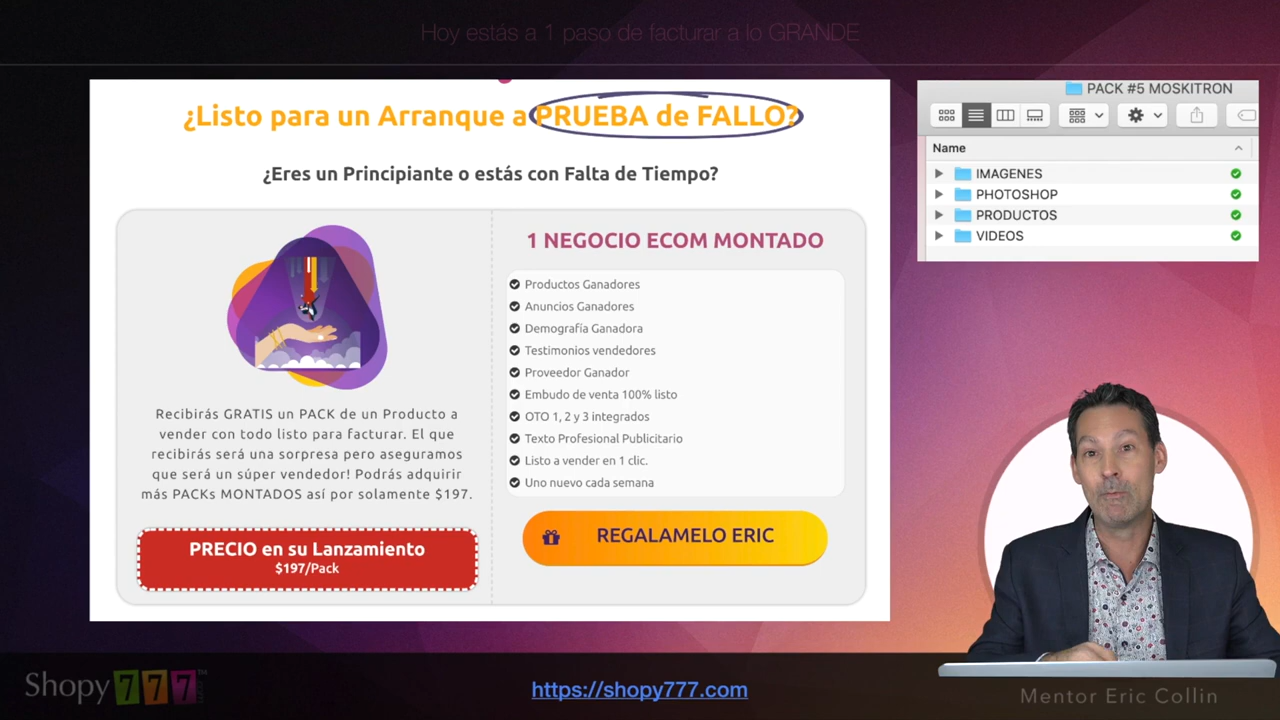 Hoy estás a 1 paso de facturar a lo GRANDE
¿Listo para un Arranque a PRUEBA de FALLO?
¿Eres un Principiante o estás con Falta de Tiempo?
Recibirás GRATIS un PACK de un Producto a
vender con todo listo para facturar. El que
recibirás será una sorpresa pero aseguramos
que será un súper vendedor! Podrás adquirir
más PACKs MONTADOS así por solamente $197.
PRECIO en su Lanzamiento
$197/Pack
1 NEGOCIO ECOM MONTADO
Productos Ganadores
Anuncios Ganadores
Demografía Ganadora
Testimonios vendedores
Proveedor Ganador
Embudo de venta 100% listo
OTO 1, 2 y 3 integrados
Texto Profesional Publicitario
Listo a vender en 1 clic.
Uno nuevo cada semana
REGALAMELO ERIC
PACK #5 MOSKITRON
Name
IMAGENES
PHOTOSHOP
PRODUCTOS
VIDEOS
Shopy 777
https://shopy777.com
Mentor Eric Collin